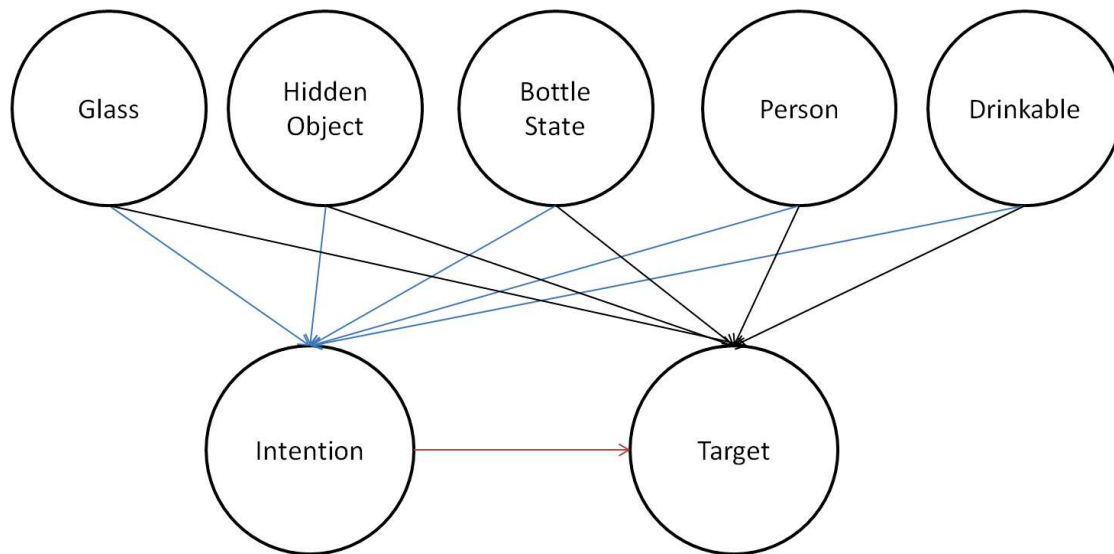 Glass
Hidden
Object
Bottle
State
Person
Drinkable
Intention
Target